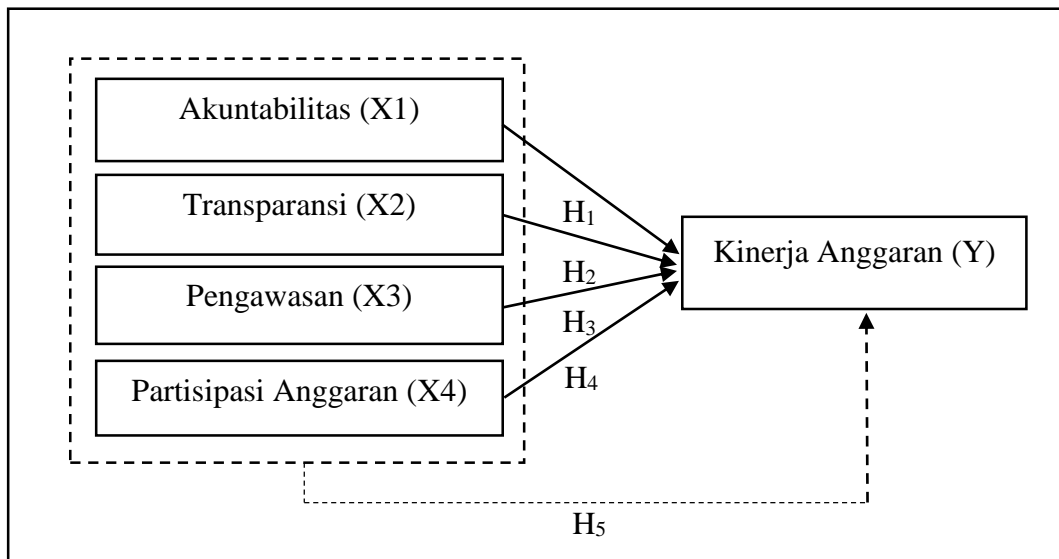 Akuntabilitas (X1)
Transparansi (X2)
Pengawasan (X3)
Partisipasi Anggaran (X4)
H₁
H₂
H₃
H₄
Kinerja Anggaran (Y)
H₅